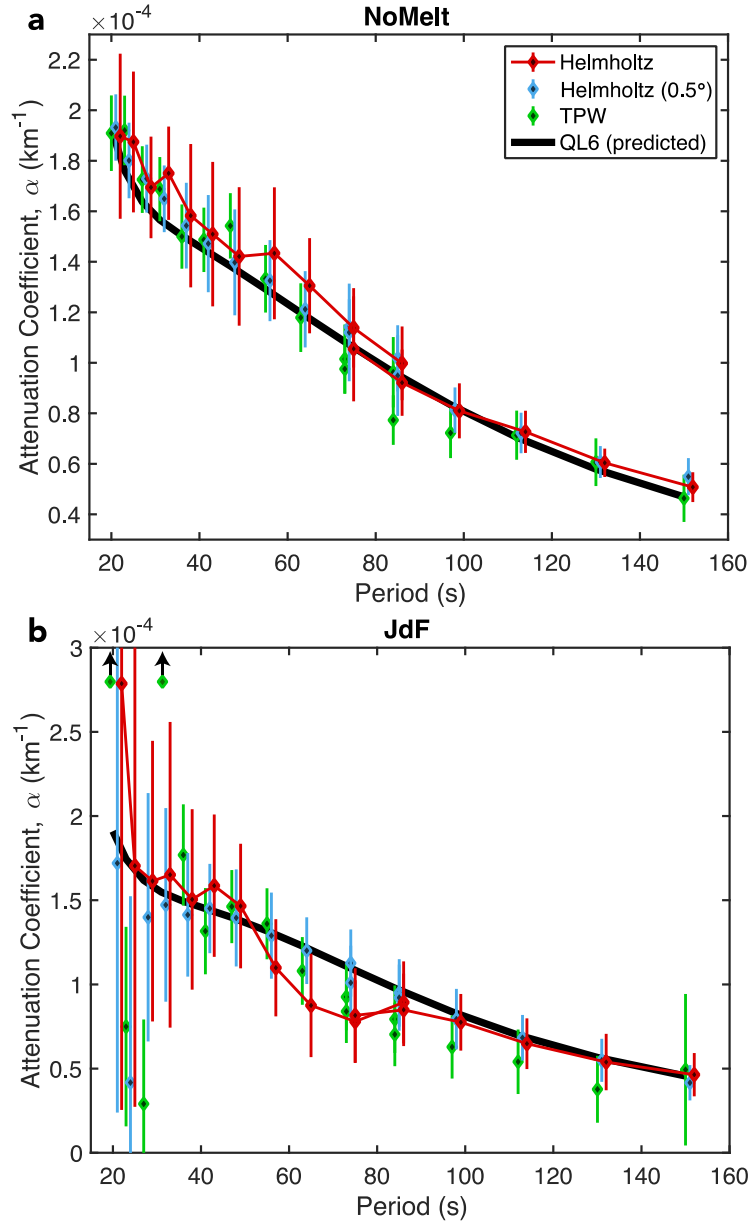 a
×10⁻⁴
NoMelt
Helmholtz
Helmholtz (0.5°)
TPW
QL6 (predicted)
Attenuation Coefficient, α (km⁻¹)
2.2
2
1.8
1.6
1.4
1.2
1
0.8
0.6
0.4
20 40 60 80 100 120 140 160
Period (s)
b
×10⁻⁴
JdF
Attenuation Coefficient, α (km⁻¹)
3
2.5
2
1.5
1
0.5
0
20 40 60 80 100 120 140 160
Period (s)